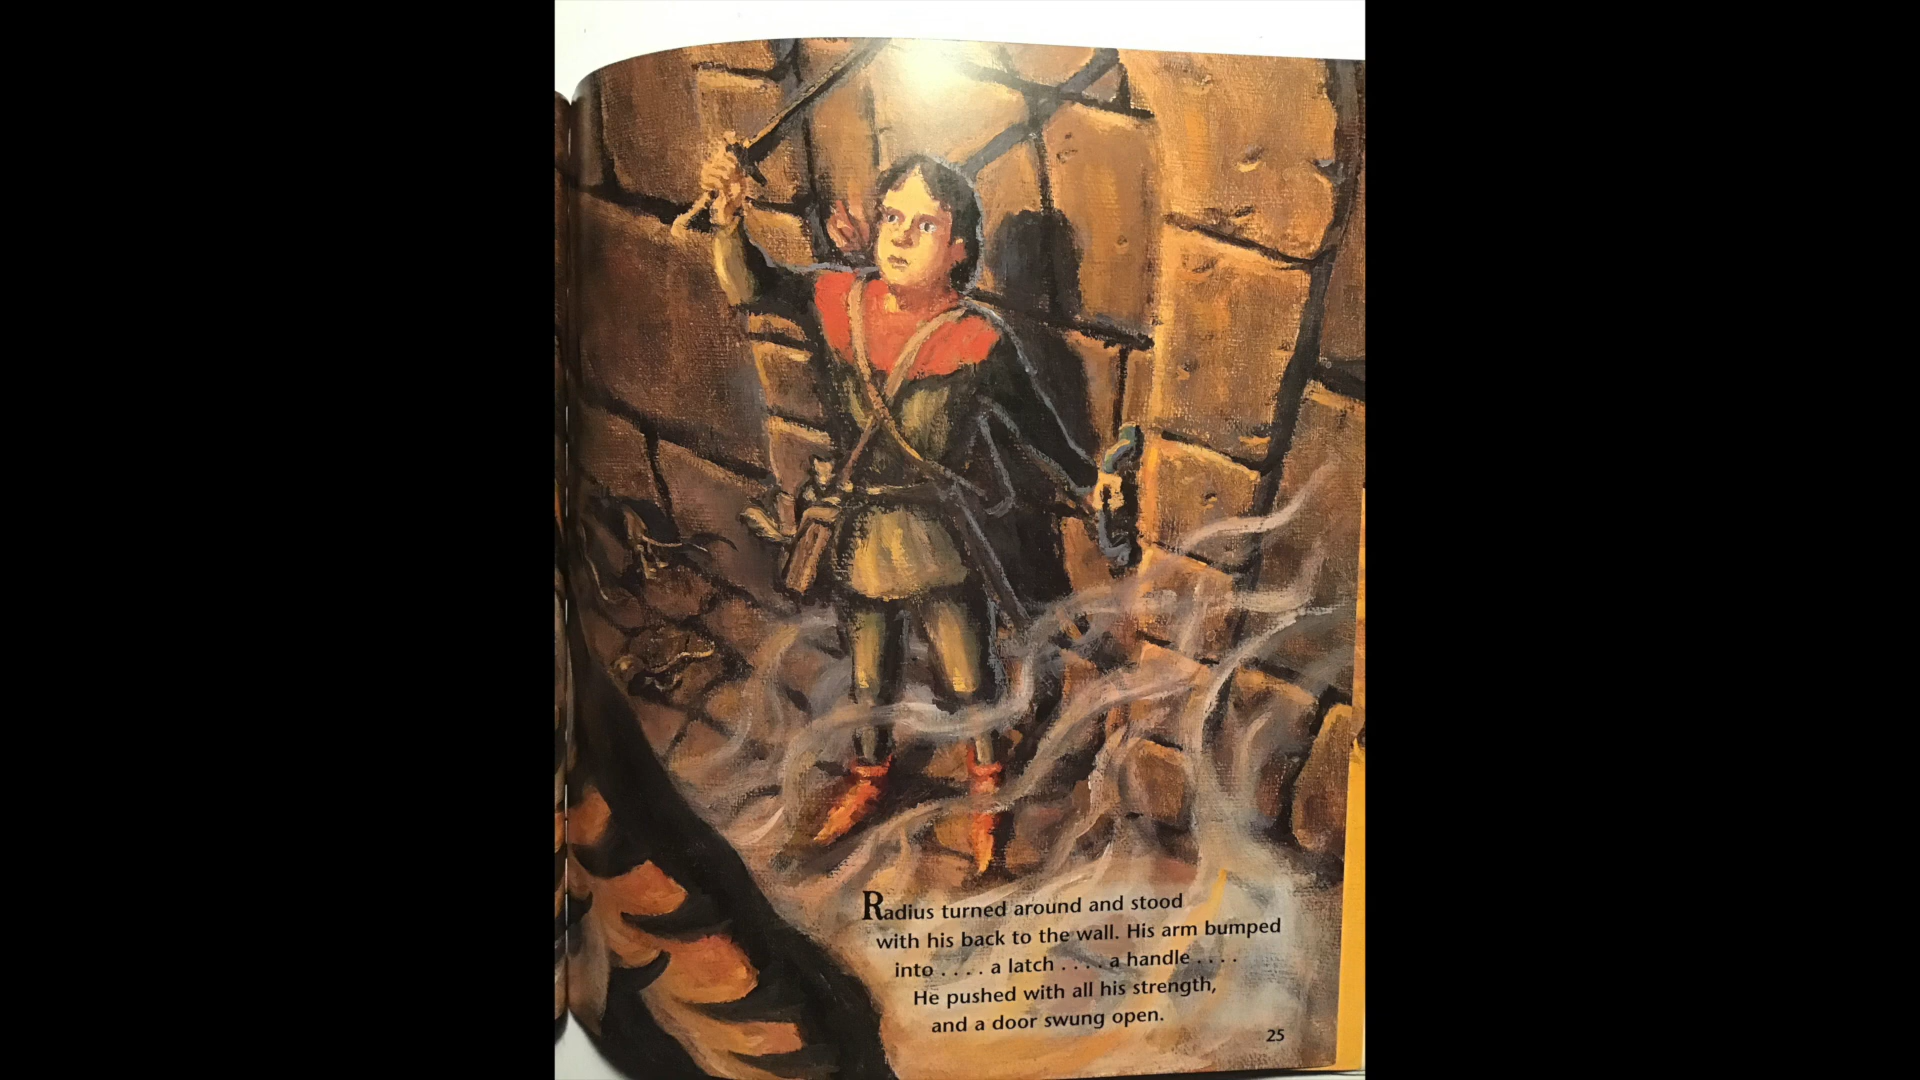 Radius turned around and stood
with his back to the wall. His arm bumped
into . . . . a latch . . . . a handle . . . .
He pushed with all his strength,
and a door swung open.
25